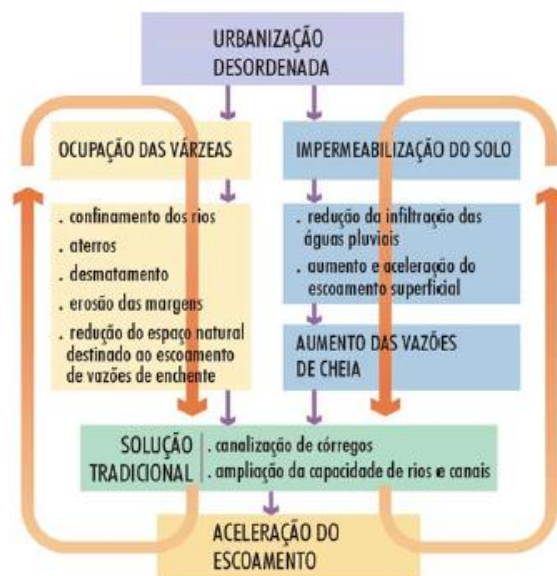 URBANIZAÇÃO
DESORDENADA
OCUPAÇÃO DAS VÁRZEAS
. confinamento dos rios
. aterros
. desmatamento
. erosão das margens
. redução do espaço natural
destinado ao escoamento
de vazões de enchente
IMPERMEABILIZAÇÃO DO SOLO
. redução da infiltração das
águas pluviais
. aumento e aceleração do
escoamento superficial
AUMENTO DAS VAZÕES
DE CHEIA
SOLUÇÃO
TRADICIONAL
. canalização de córregos
. ampliação da capacidade de rios e canais
ACELERAÇÃO DO
ESCOAMENTO